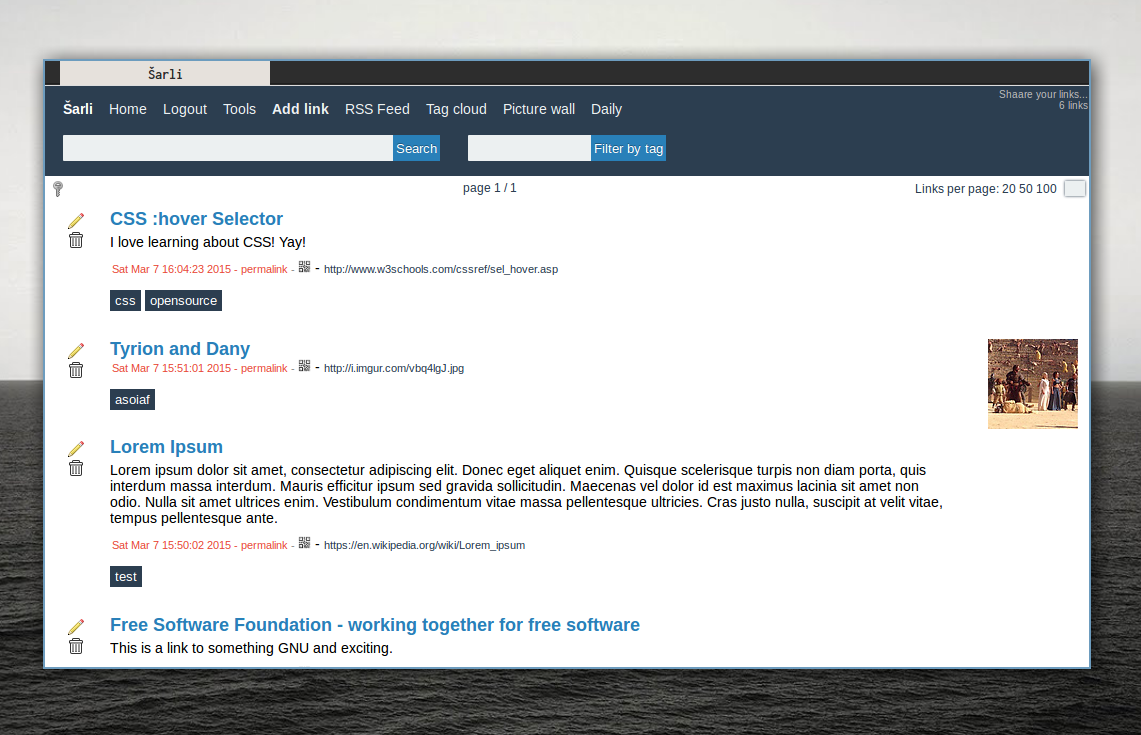 Šarli
Šarli Home Logout Tools Add link RSS Feed Tag cloud Picture wall Daily
Shaare your links...
6 links
Search Filter by tag
page 1 / 1
Links per page: 20 50 100
CSS :hover Selector
I love learning about CSS! Yay!
Sat Mar 7 16:04:23 2015 - permalink - - http://www.w3schools.com/cssref/sel_hover.asp
css opensource
Tyrion and Dany
Sat Mar 7 15:51:01 2015 - permalink - - http://i.imgur.com/vbq4lgJ.jpg
asoiaf
Lorem Ipsum
Lorem ipsum dolor sit amet, consectetur adipiscing elit. Donec eget aliquet enim. Quisque scelerisque turpis non diam porta, quis
interdum massa interdum. Mauris efficitur ipsum sed gravida sollicitudin. Maecenas vel dolor id est maximus lacinia sit amet non
odio. Nulla sit amet ultrices enim. Vestibulum condimentum vitae massa pellentesque ultricies. Cras justo nulla, suscipit at velit vitae,
tempus pellentesque ante.
Sat Mar 7 15:50:02 2015 - permalink - - https://en.wikipedia.org/wiki/Lorem_ipsum
test
Free Software Foundation - working together for free software
This is a link to something GNU and exciting.